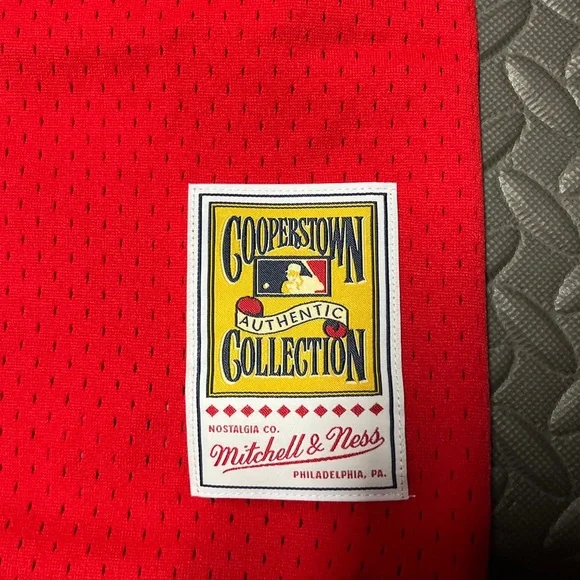 COOPERSTOWN
AUTHENTIC
COLLECTION
NOSTALGIA CO.
Mitchell & Ness
PHILADELPHIA, PA.